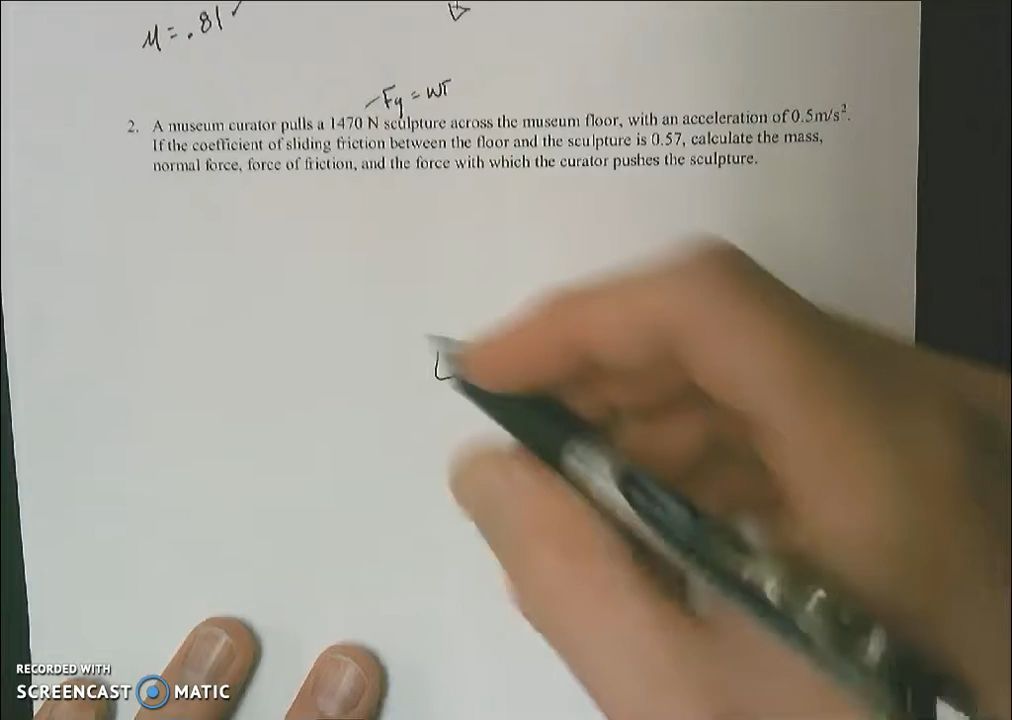 M = .81 ✓
-Fg = wt
2. A museum curator pulls a 1470 N sculpture across the museum floor, with an acceleration of 0.5m/s².
If the coefficient of sliding friction between the floor and the sculpture is 0.57, calculate the mass,
normal force, force of friction, and the force with which the curator pushes the sculpture.
RECORDED WITH
SCREENCAST MATIC